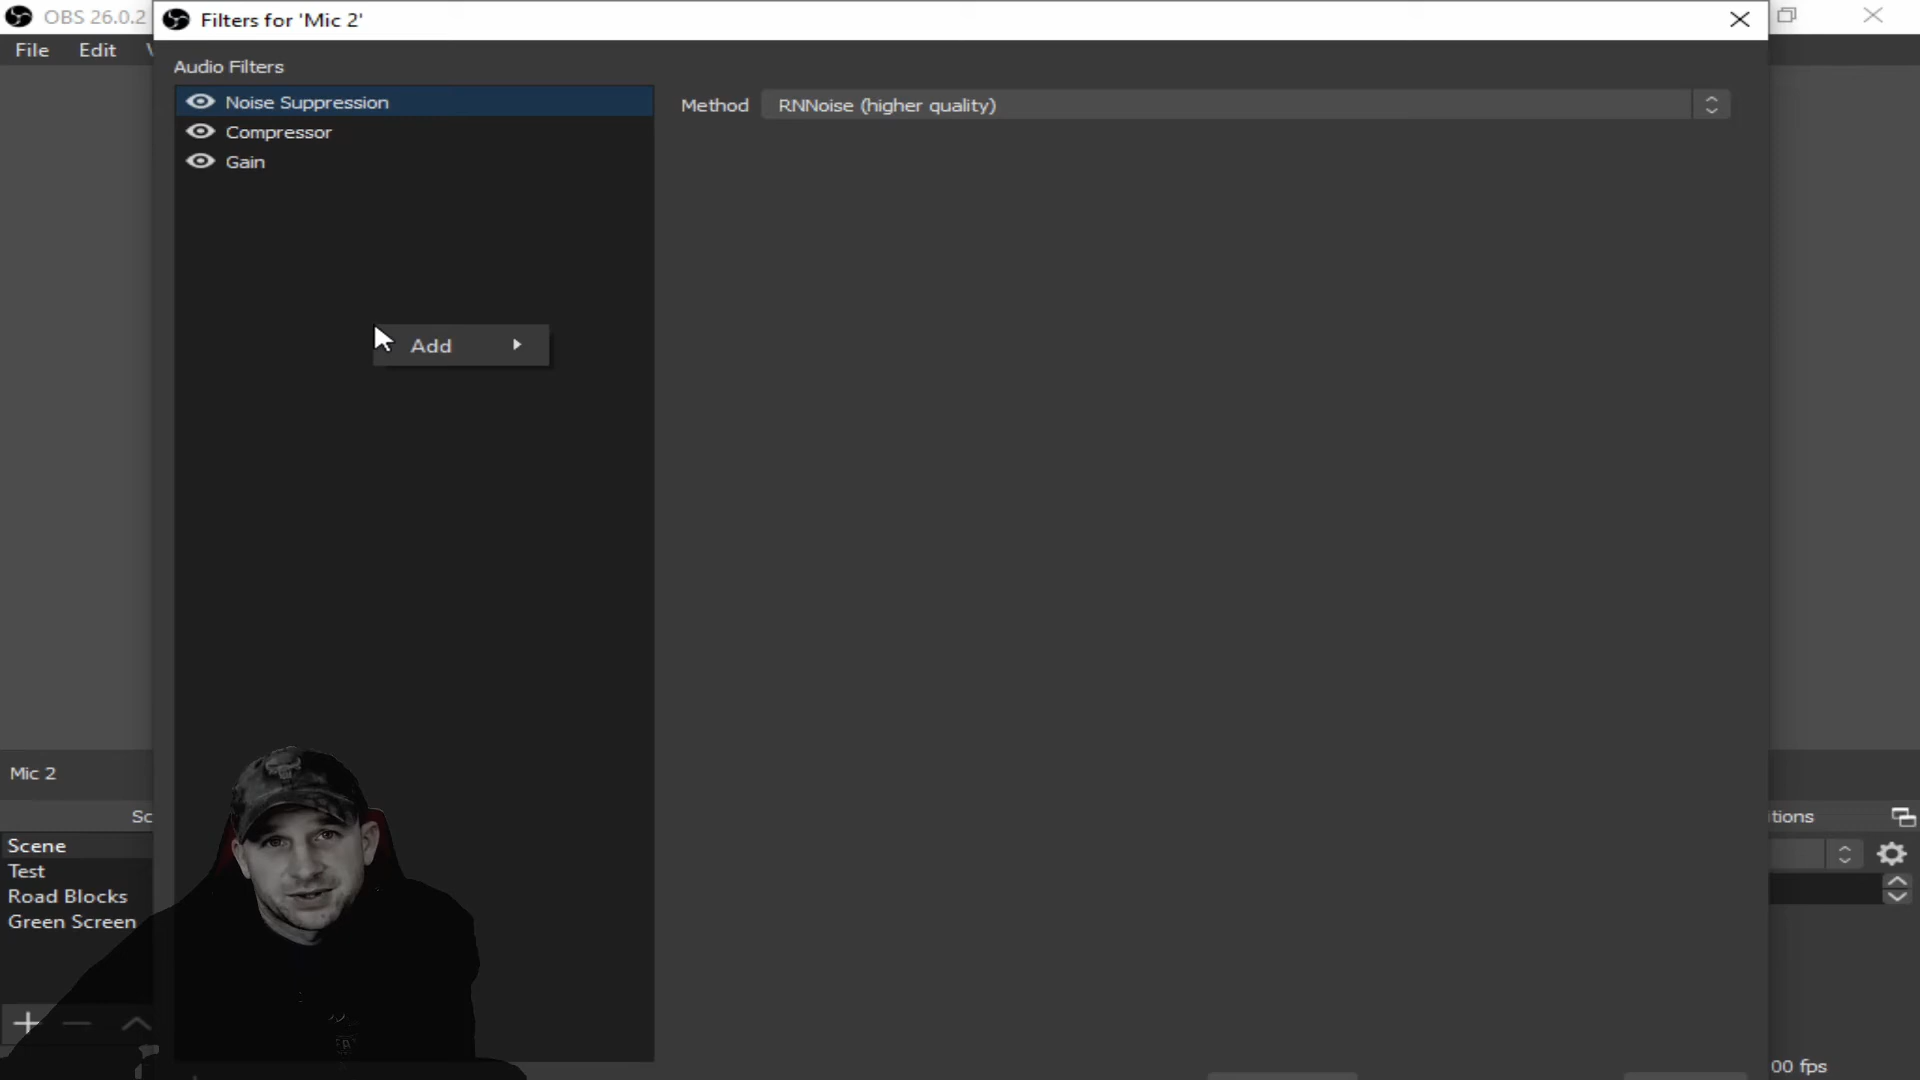 OBS 26.0.2
Filters for 'Mic 2'
File Edit
Audio Filters
Noise Suppression
Compressor
Gain
Method RNNoise (higher quality)
Add
Mic 2
Sc
itions
Scene
Test
Road Blocks
Green Screen
00 fps